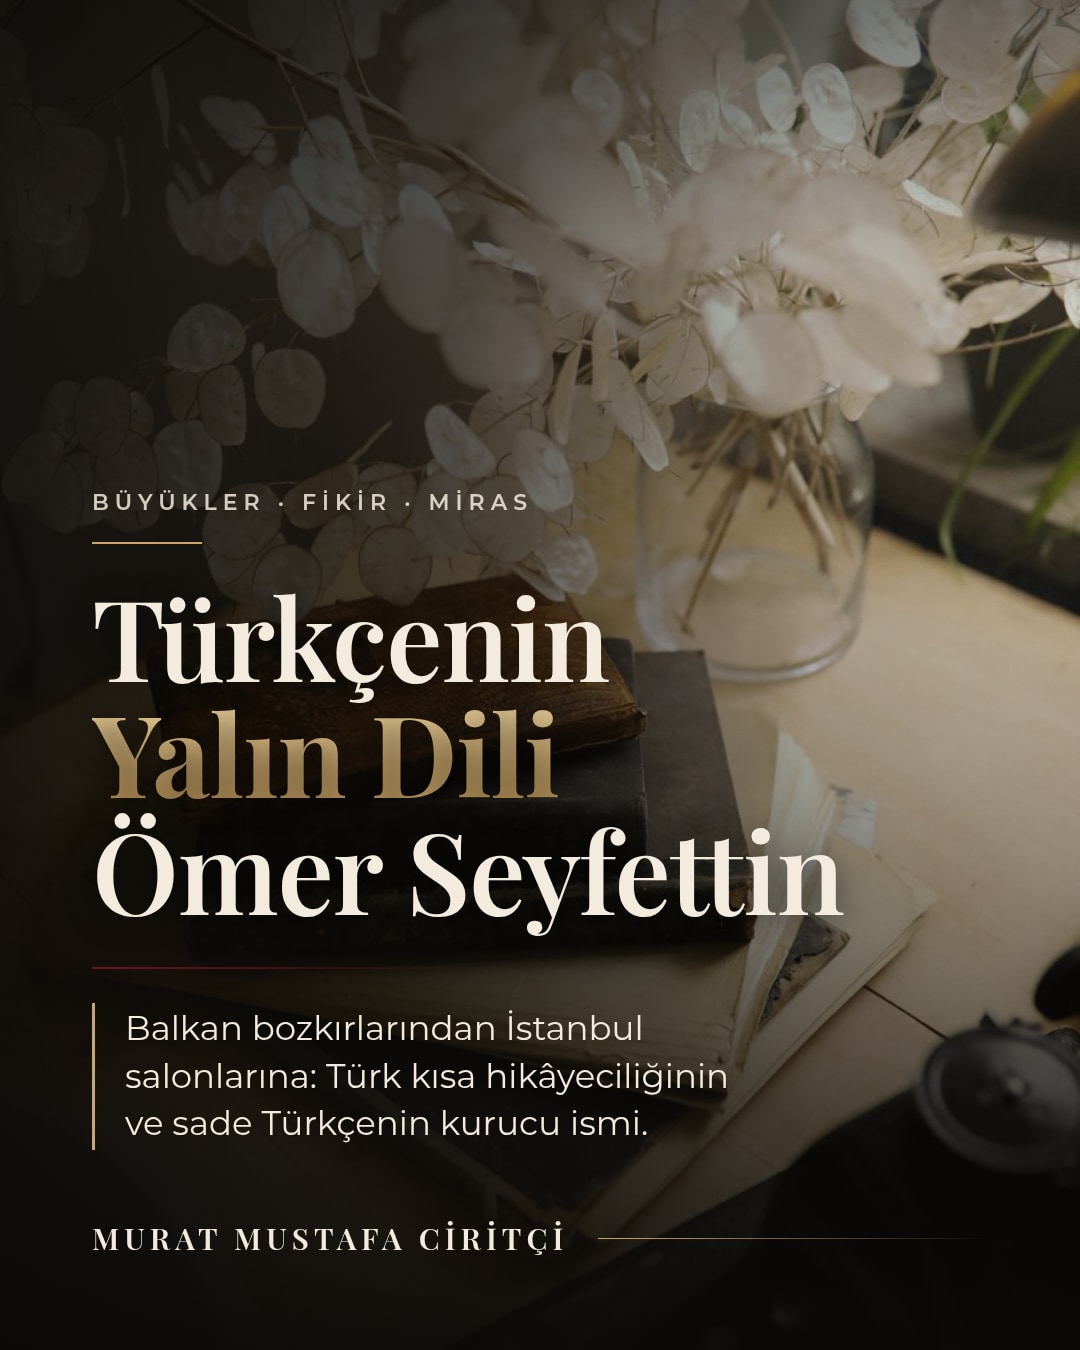 BÜYÜKLER · FİKİR · MİRAS
Türkçenin
Yalın Dili
Ömer Seyfettin
Balkan bozkırlarından İstanbul
salonlarına: Türk kısa hikâyeciliğinin
ve sade Türkçenin kurucu ismi.
MURAT MUSTAFA CİRİTÇİ